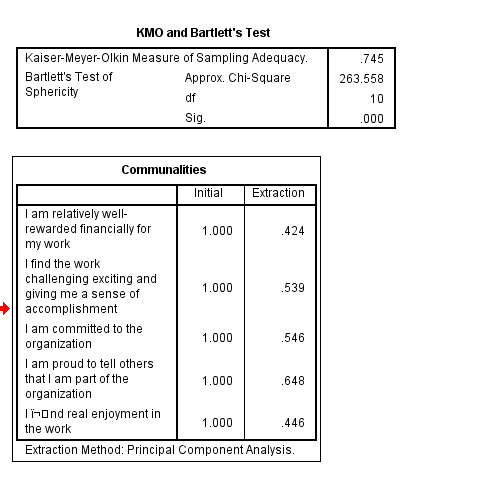 KMO and Bartlett's Test
Kaiser-Meyer-Olkin Measure of Sampling Adequacy. .745
Bartlett's Test of Approx. Chi-Square 263.558
Sphericity
df 10
Sig. .000
Communalities
Initial Extraction
I am relatively well-
rewarded financially for
my work 1.000 .424
I find the work
challenging exciting and
giving me a sense of 1.000 .539
accomplishment
I am committed to the
organization 1.000 .546
I am proud to tell others
that I am part of the 1.000 .648
organization
I ï¬□nd real enjoyment in
the work 1.000 .446
Extraction Method: Principal Component Analysis.